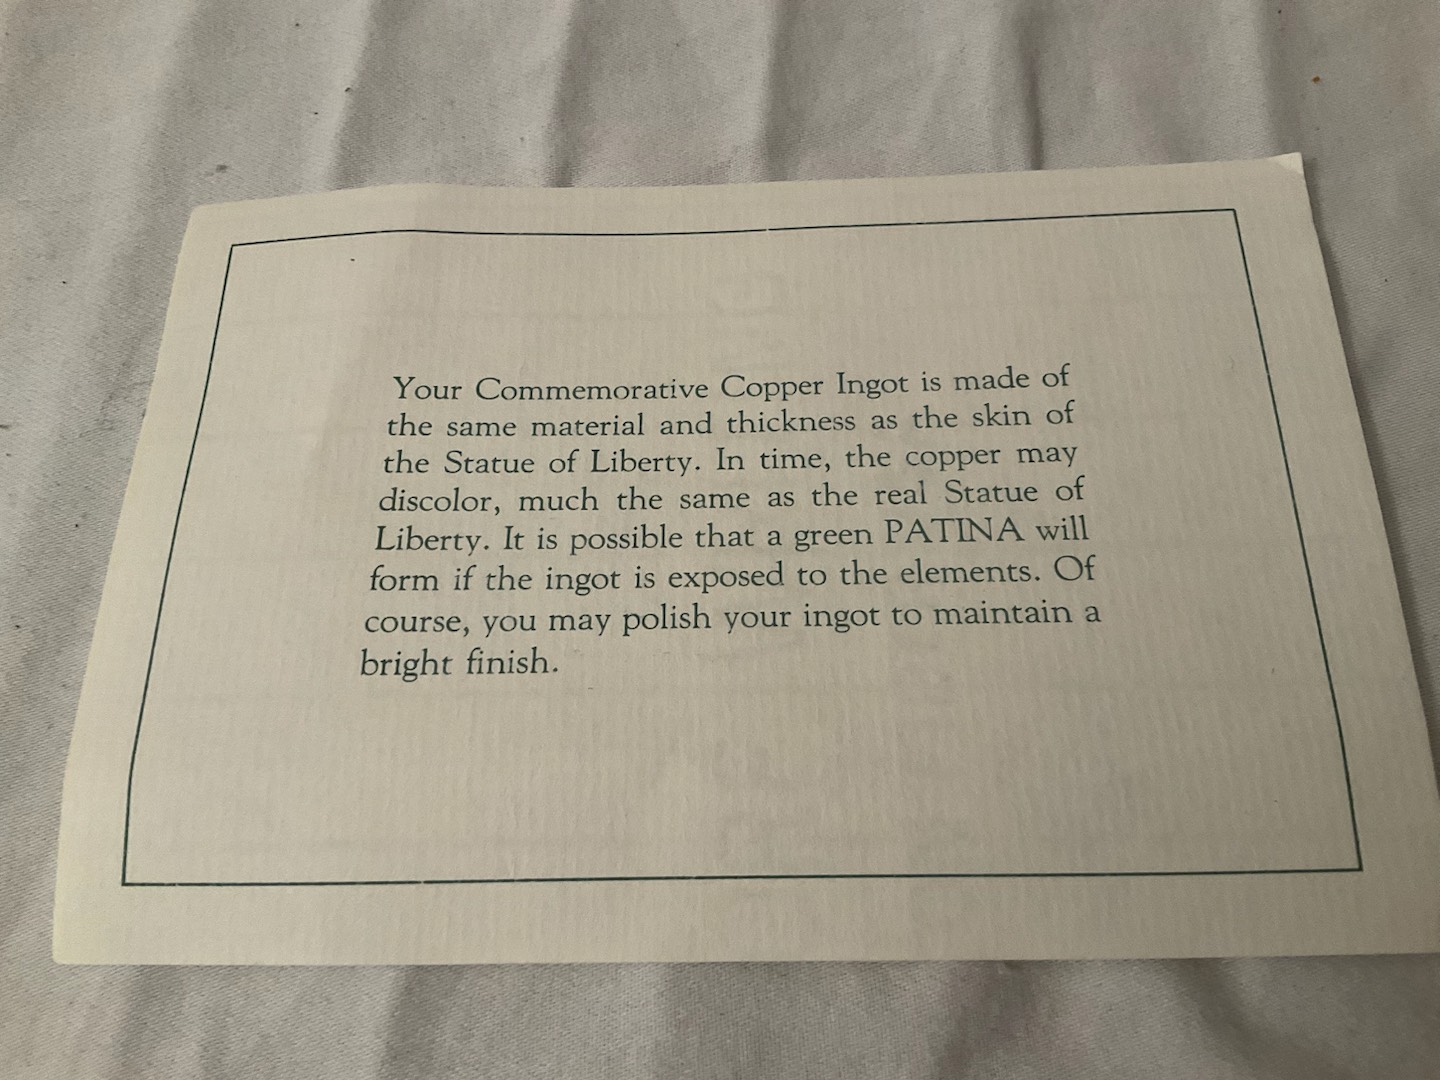 Your Commemorative Copper Ingot is made of
the same material and thickness as the skin of
the Statue of Liberty. In time, the copper may
discolor, much the same as the real Statue of
Liberty. It is possible that a green PATINA will
form if the ingot is exposed to the elements. Of
course, you may polish your ingot to maintain a
bright finish.